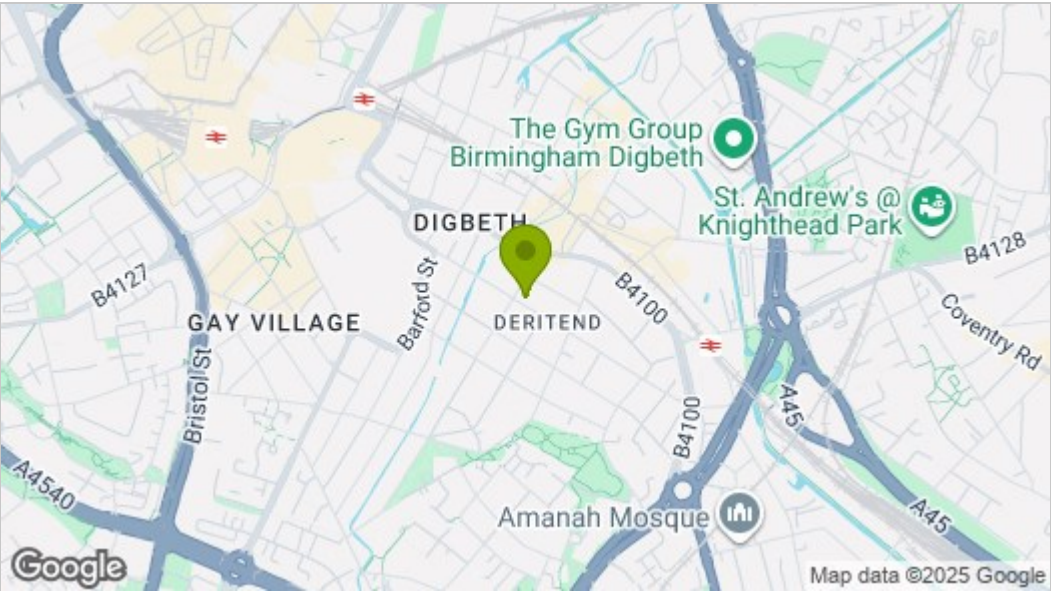 The Gym Group
Birmingham Digbeth
St. Andrew's @
Knighthead Park
DIGBETH
B4128
B4127
Barford St
B4100
GAY VILLAGE
DERITEND
Coventry Rd
Bristol St
A45
B4100
A4540
Amanah Mosque
A45
Google
Map data ©2025 Google